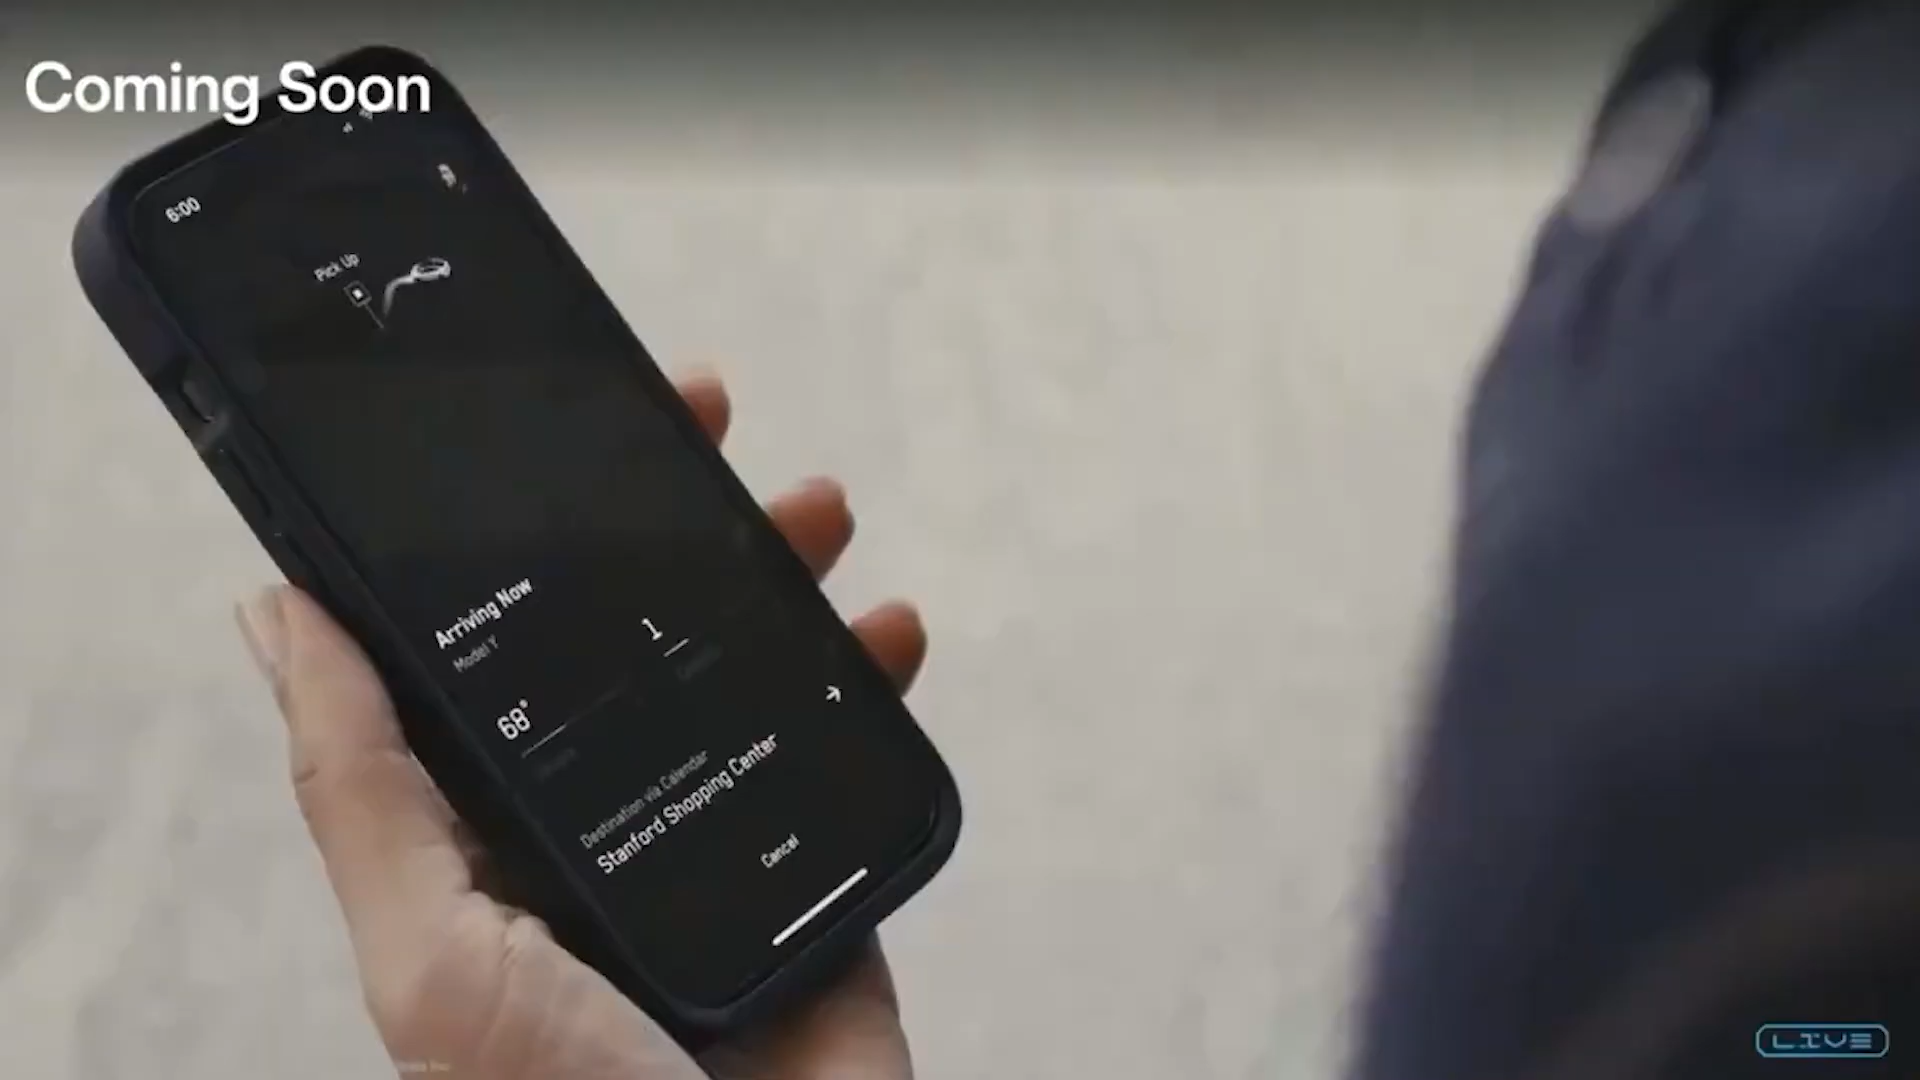 Coming Soon
6:00
Pick Up
Arriving Now
Model Y
1
68°
Destination via Calendar
Stanford Shopping Center
Cancel
LIVE